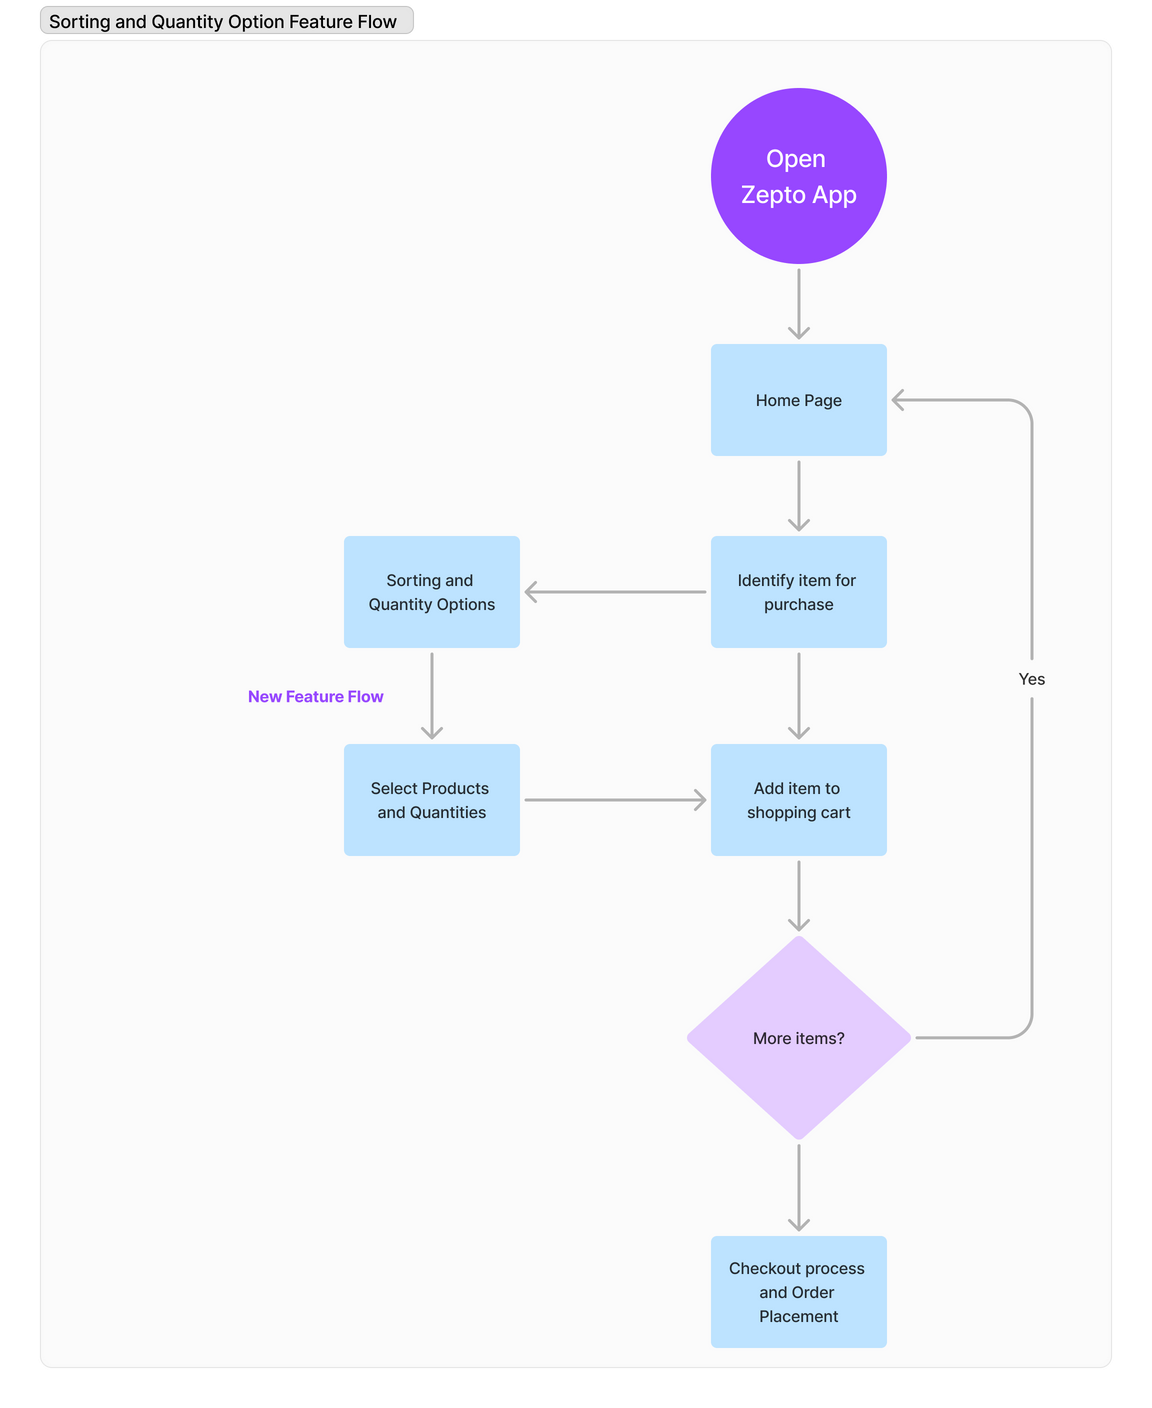 Sorting and Quantity Option Feature Flow
Open
Zepto App
Home Page
Sorting and
Quantity Options
Identify item for
purchase
New Feature Flow
Yes
Select Products
and Quantities
Add item to
shopping cart
More items?
Checkout process
and Order
Placement